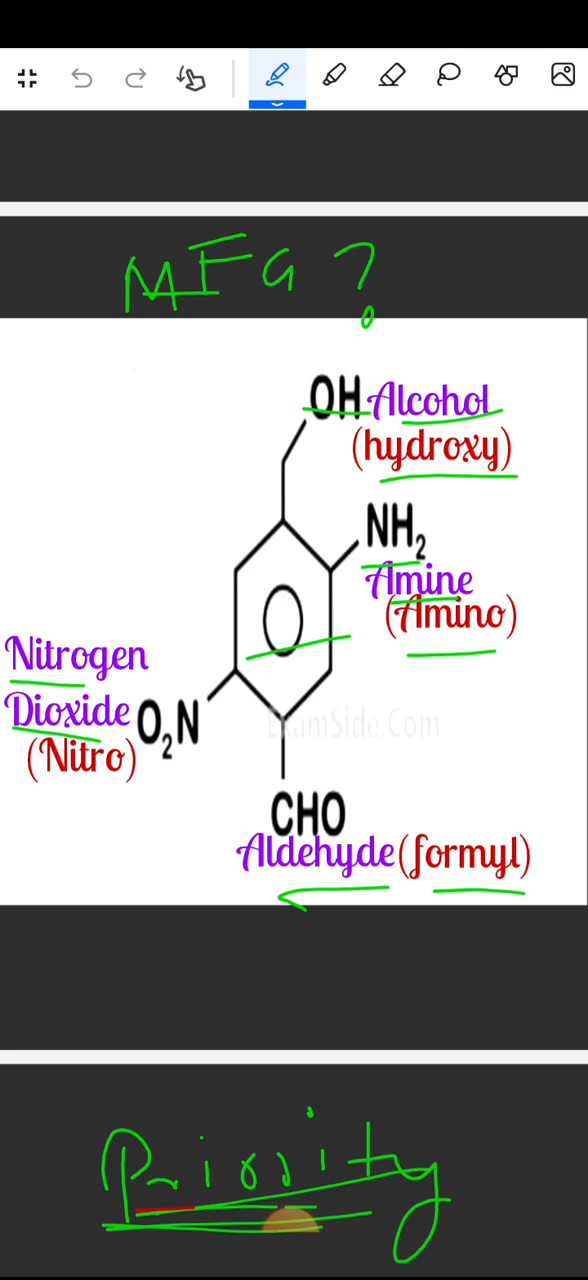 MFG ?
OH Alcohol
(hydroxy)
NH2
Amine
(Amino)
Nitrogen
Dioxide O2N
(Nitro)
ExamSide.Com
CHO
Aldehyde (formyl)
Priority